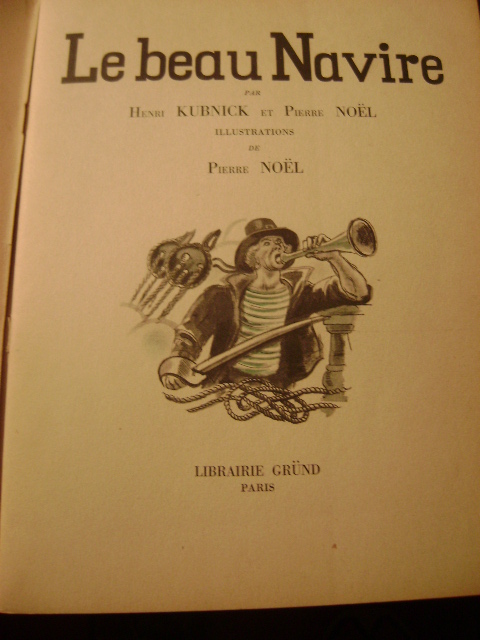 Le beau Navire
PAR
HENRI KUBNICK ET PIERRE NOËL
ILLUSTRATIONS
DE
PIERRE NOËL
LIBRAIRIE GRÜND
PARIS